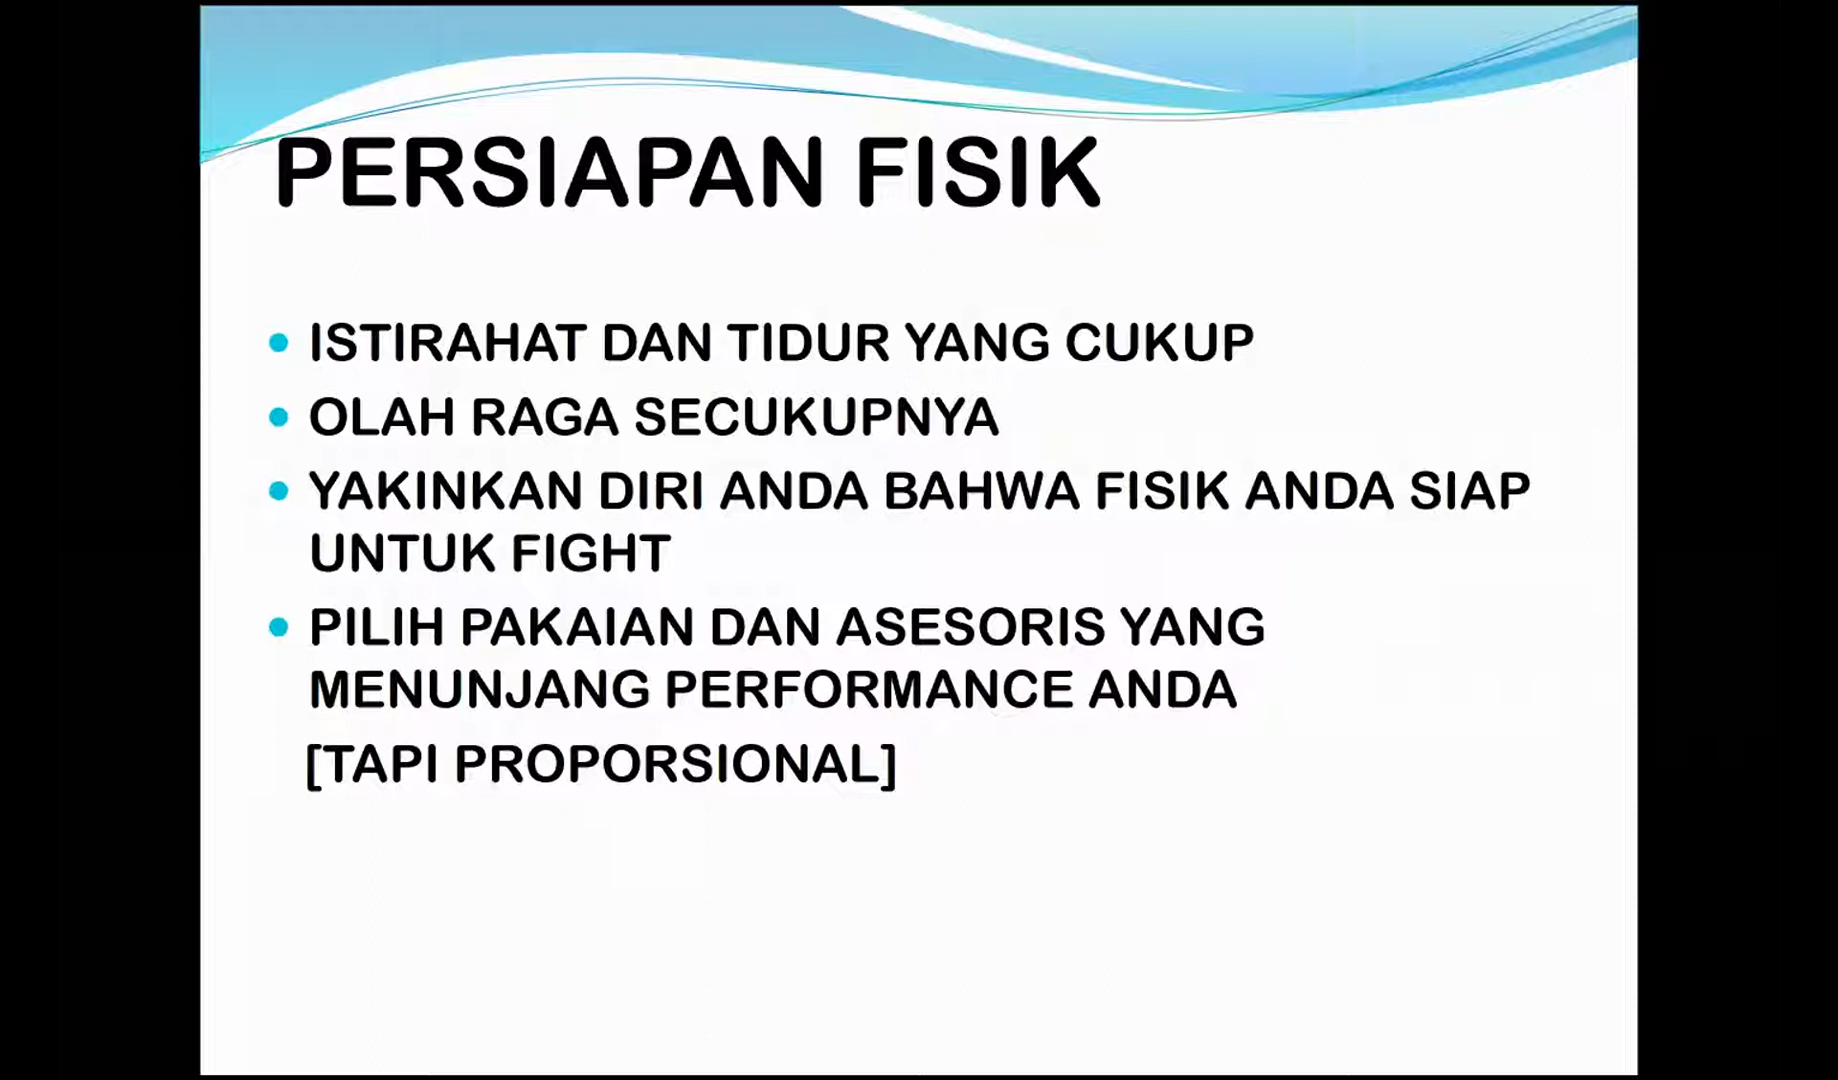 PERSIAPAN FISIK
• ISTIRAHAT DAN TIDUR YANG CUKUP
• OLAH RAGA SECUKUPNYA
• YAKINKAN DIRI ANDA BAHWA FISIK ANDA SIAP
UNTUK FIGHT
• PILIH PAKAIAN DAN ASESORIS YANG
MENUNJANG PERFORMANCE ANDA
[TAPI PROPORSIONAL]